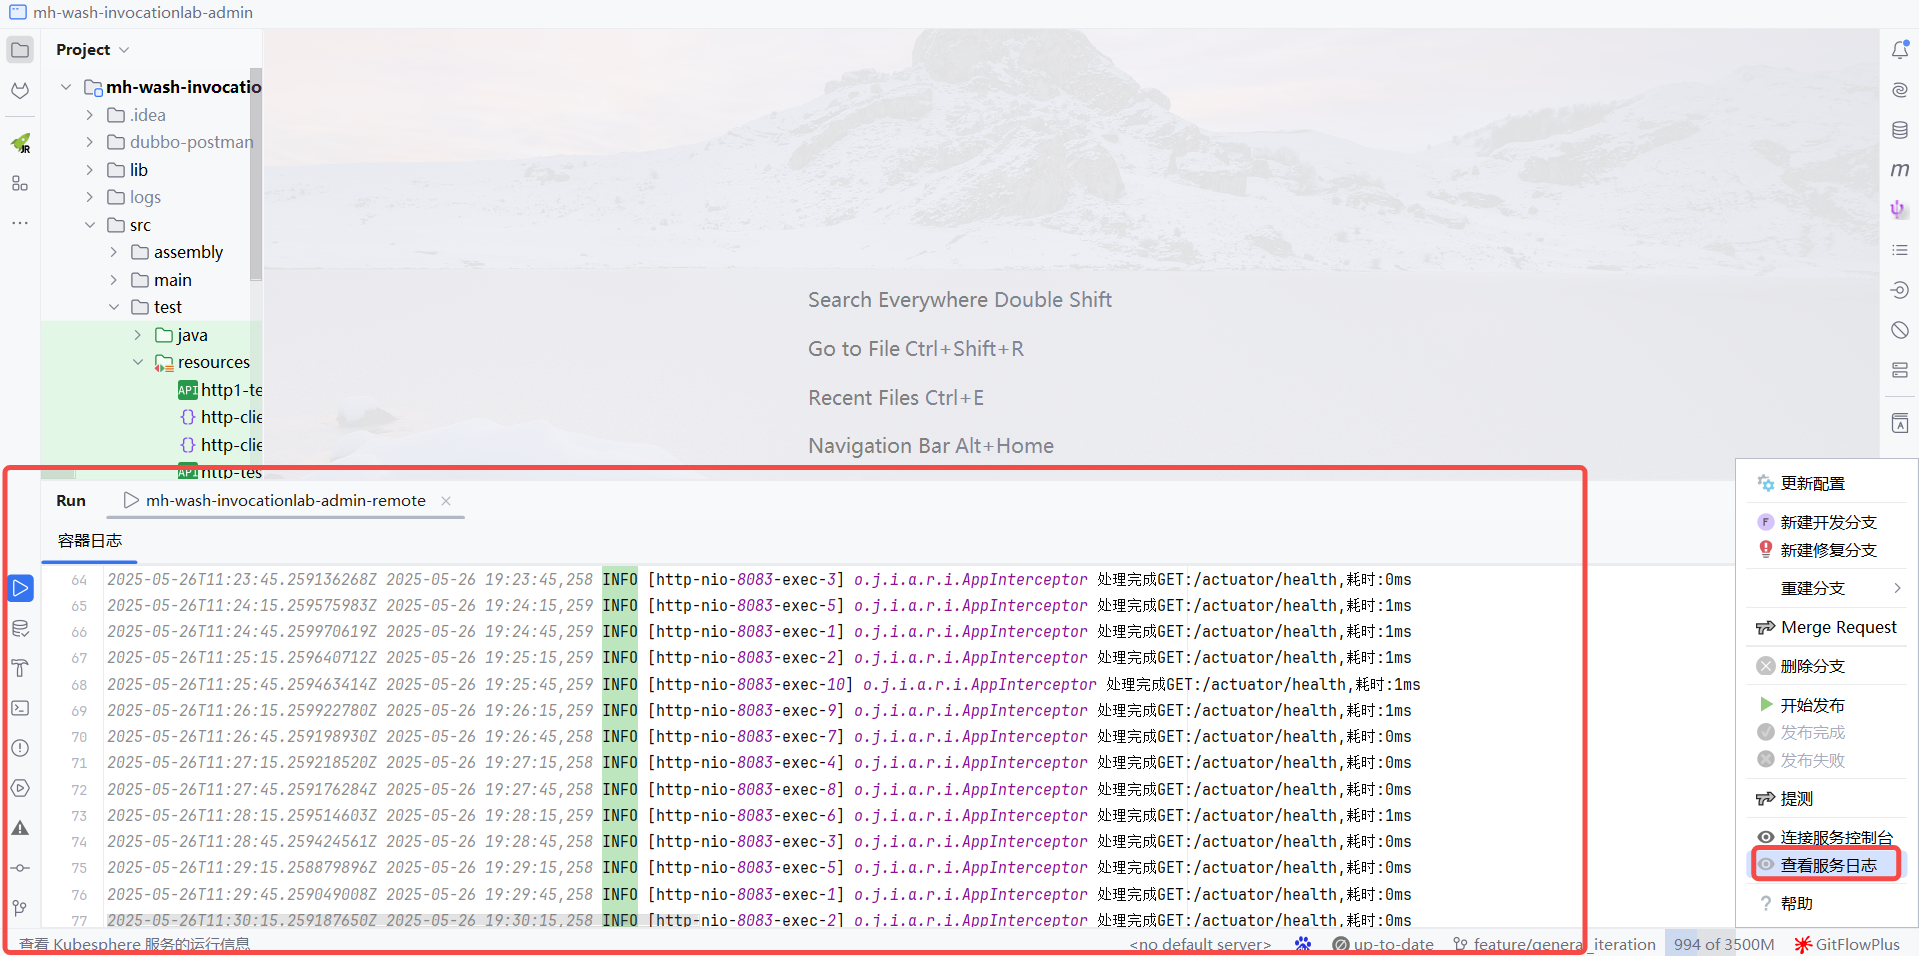 mh-wash-invocationlab-admin
Project
mh-wash-invocatio
.idea
dubbo-postman
lib
logs
src
assembly
main
test
java
resources
API http1-te
{} http-clie
{} http-clie
API http-tes
Search Everywhere Double Shift
Go to File Ctrl+Shift+R
Recent Files Ctrl+E
Navigation Bar Alt+Home
Run mh-wash-invocationlab-admin-remote
容器日志
64 2025-05-26T11:23:45.259136268Z 2025-05-26 19:23:45,258 INFO [http-nio-8083-exec-3] o.j.i.a.r.i.AppInterceptor 处理完成GET:/actuator/health,耗时:0ms
65 2025-05-26T11:24:15.259575983Z 2025-05-26 19:24:15,259 INFO [http-nio-8083-exec-5] o.j.i.a.r.i.AppInterceptor 处理完成GET:/actuator/health,耗时:1ms
66 2025-05-26T11:24:45.259970619Z 2025-05-26 19:24:45,259 INFO [http-nio-8083-exec-1] o.j.i.a.r.i.AppInterceptor 处理完成GET:/actuator/health,耗时:1ms
67 2025-05-26T11:25:15.259640712Z 2025-05-26 19:25:15,259 INFO [http-nio-8083-exec-2] o.j.i.a.r.i.AppInterceptor 处理完成GET:/actuator/health,耗时:1ms
68 2025-05-26T11:25:45.259463414Z 2025-05-26 19:25:45,259 INFO [http-nio-8083-exec-10] o.j.i.a.r.i.AppInterceptor 处理完成GET:/actuator/health,耗时:1ms
69 2025-05-26T11:26:15.259922780Z 2025-05-26 19:26:15,259 INFO [http-nio-8083-exec-9] o.j.i.a.r.i.AppInterceptor 处理完成GET:/actuator/health,耗时:1ms
70 2025-05-26T11:26:45.259198930Z 2025-05-26 19:26:45,258 INFO [http-nio-8083-exec-7] o.j.i.a.r.i.AppInterceptor 处理完成GET:/actuator/health,耗时:0ms
71 2025-05-26T11:27:15.259218520Z 2025-05-26 19:27:15,258 INFO [http-nio-8083-exec-4] o.j.i.a.r.i.AppInterceptor 处理完成GET:/actuator/health,耗时:0ms
72 2025-05-26T11:27:45.259176284Z 2025-05-26 19:27:45,258 INFO [http-nio-8083-exec-8] o.j.i.a.r.i.AppInterceptor 处理完成GET:/actuator/health,耗时:0ms
73 2025-05-26T11:28:15.259514603Z 2025-05-26 19:28:15,259 INFO [http-nio-8083-exec-6] o.j.i.a.r.i.AppInterceptor 处理完成GET:/actuator/health,耗时:1ms
74 2025-05-26T11:28:45.259424561Z 2025-05-26 19:28:45,258 INFO [http-nio-8083-exec-3] o.j.i.a.r.i.AppInterceptor 处理完成GET:/actuator/health,耗时:0ms
75 2025-05-26T11:29:15.258879896Z 2025-05-26 19:29:15,258 INFO [http-nio-8083-exec-5] o.j.i.a.r.i.AppInterceptor 处理完成GET:/actuator/health,耗时:0ms
76 2025-05-26T11:29:45.259049008Z 2025-05-26 19:29:45,258 INFO [http-nio-8083-exec-1] o.j.i.a.r.i.AppInterceptor 处理完成GET:/actuator/health,耗时:0ms
77 2025-05-26T11:30:15.259187650Z 2025-05-26 19:30:15,258 INFO [http-nio-8083-exec-2] o.j.i.a.r.i.AppInterceptor 处理完成GET:/actuator/health,耗时:0ms
更新配置
新建开发分支
新建修复分支
重建分支
Merge Request
删除分支
开始发布
发布完成
发布失败
提测
连接服务控制台
查看服务日志
? 帮助
查看 Kubesphere 服务的运行信息 <no default server> up-to-date feature/general_iteration 994 of 3500M GitFlowPlus